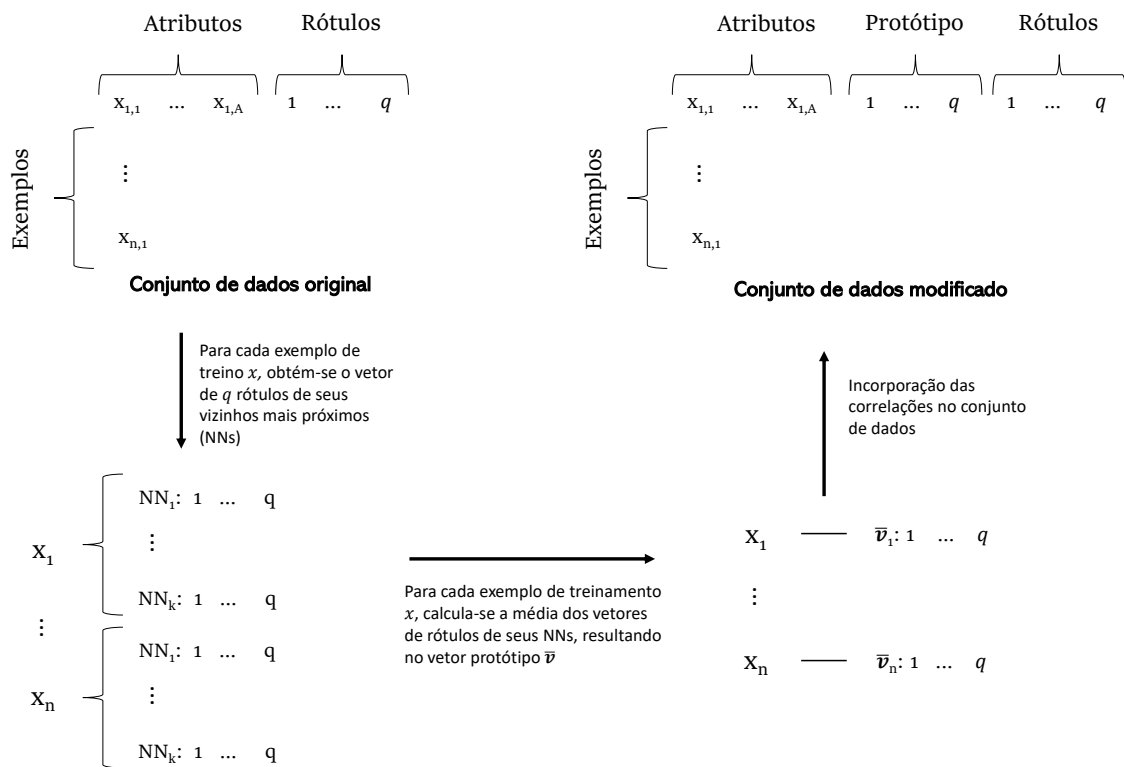 Atributos Rótulos
x1,1 ... x1,A 1 ... q
Exemplos
⋮
xn,1
Conjunto de dados original
Atributos Protótipo Rótulos
x1,1 ... x1,A 1 ... q 1 ... q
Exemplos
⋮
xn,1
Conjunto de dados modificado
Para cada exemplo de
treino x, obtém-se o vetor
de q rótulos de seus
vizinhos mais próximos
(NNs)
Incorporação das
correlações no conjunto
de dados
x1
NN1: 1 ... q
⋮
NNk: 1 ... q
⋮
xn
NN1: 1 ... q
⋮
NNk: 1 ... q
Para cada exemplo de treinamento
x, calcula-se a média dos vetores
de rótulos de seus NNs, resultando
no vetor protótipo v̅
x1 v̅1: 1 ... q
⋮
xn v̅n: 1 ... q